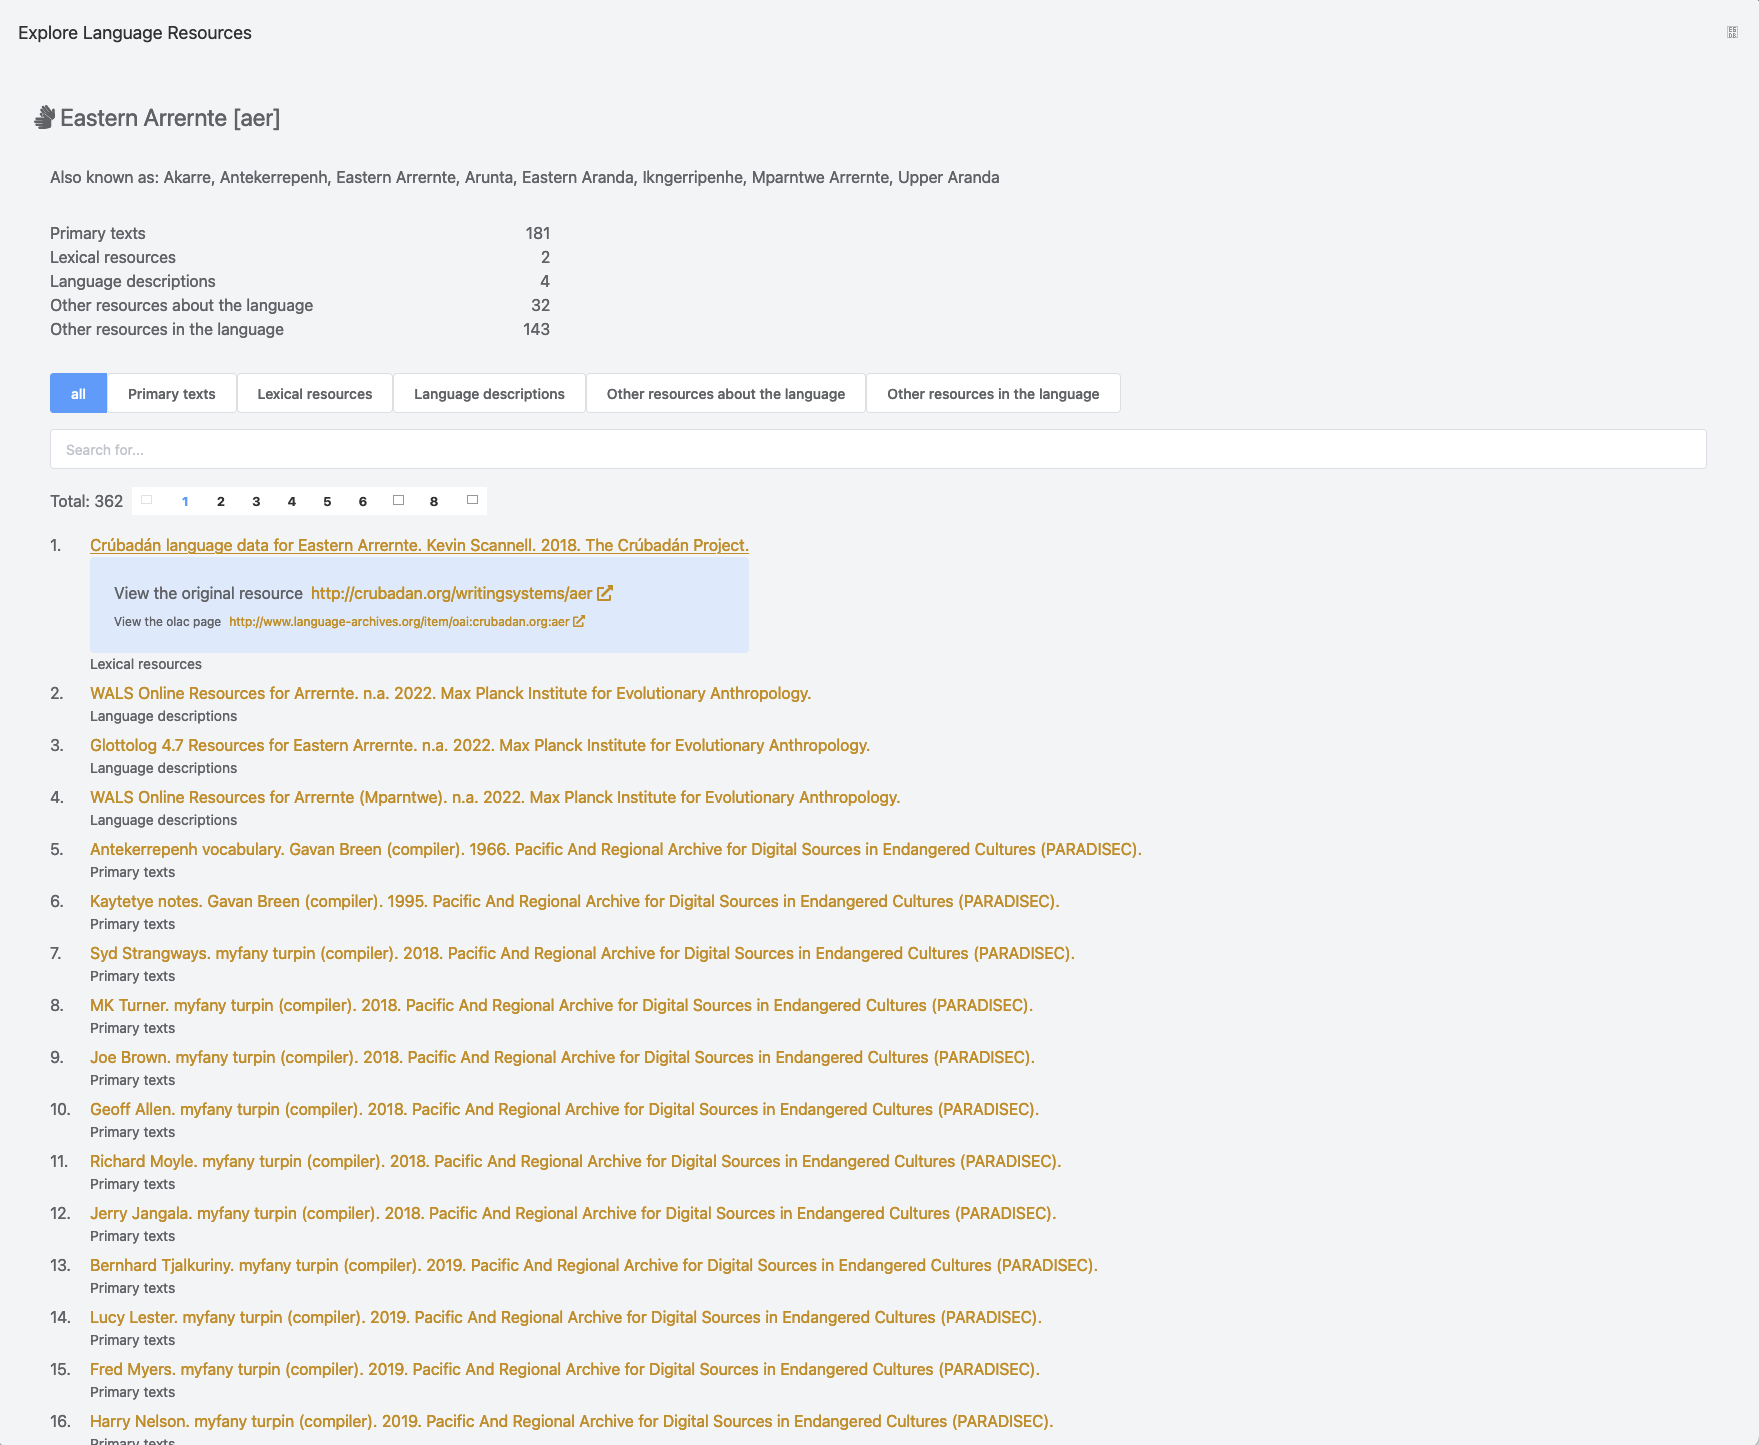 Explore Language Resources
Eastern Arrernte [aer]
Also known as: Akarre, Antekerrepenh, Eastern Arrernte, Arunta, Eastern Aranda, Ikngerripenhe, Mparntwe Arrernte, Upper Aranda
Primary texts 181
Lexical resources 2
Language descriptions 4
Other resources about the language 32
Other resources in the language 143
all Primary texts Lexical resources Language descriptions Other resources about the language Other resources in the language
Search for...
Total: 362 1 2 3 4 5 6 8
1. Crúbadán language data for Eastern Arrernte. Kevin Scannell. 2018. The Crúbadán Project.
View the original resource http://crubadan.org/writingsystems/aer
View the olac page http://www.language-archives.org/item/oai:crubadan.org:aer
Lexical resources
2. WALS Online Resources for Arrernte. n.a. 2022. Max Planck Institute for Evolutionary Anthropology.
Language descriptions
3. Glottolog 4.7 Resources for Eastern Arrernte. n.a. 2022. Max Planck Institute for Evolutionary Anthropology.
Language descriptions
4. WALS Online Resources for Arrernte (Mparntwe). n.a. 2022. Max Planck Institute for Evolutionary Anthropology.
Language descriptions
5. Antekerrepenh vocabulary. Gavan Breen (compiler). 1966. Pacific And Regional Archive for Digital Sources in Endangered Cultures (PARADISEC).
Primary texts
6. Kaytetye notes. Gavan Breen (compiler). 1995. Pacific And Regional Archive for Digital Sources in Endangered Cultures (PARADISEC).
Primary texts
7. Syd Strangways. myfany turpin (compiler). 2018. Pacific And Regional Archive for Digital Sources in Endangered Cultures (PARADISEC).
Primary texts
8. MK Turner. myfany turpin (compiler). 2018. Pacific And Regional Archive for Digital Sources in Endangered Cultures (PARADISEC).
Primary texts
9. Joe Brown. myfany turpin (compiler). 2018. Pacific And Regional Archive for Digital Sources in Endangered Cultures (PARADISEC).
Primary texts
10. Geoff Allen. myfany turpin (compiler). 2018. Pacific And Regional Archive for Digital Sources in Endangered Cultures (PARADISEC).
Primary texts
11. Richard Moyle. myfany turpin (compiler). 2018. Pacific And Regional Archive for Digital Sources in Endangered Cultures (PARADISEC).
Primary texts
12. Jerry Jangala. myfany turpin (compiler). 2018. Pacific And Regional Archive for Digital Sources in Endangered Cultures (PARADISEC).
Primary texts
13. Bernhard Tjalkuriny. myfany turpin (compiler). 2019. Pacific And Regional Archive for Digital Sources in Endangered Cultures (PARADISEC).
Primary texts
14. Lucy Lester. myfany turpin (compiler). 2019. Pacific And Regional Archive for Digital Sources in Endangered Cultures (PARADISEC).
Primary texts
15. Fred Myers. myfany turpin (compiler). 2019. Pacific And Regional Archive for Digital Sources in Endangered Cultures (PARADISEC).
Primary texts
16. Harry Nelson. myfany turpin (compiler). 2019. Pacific And Regional Archive for Digital Sources in Endangered Cultures (PARADISEC).
Primary texts